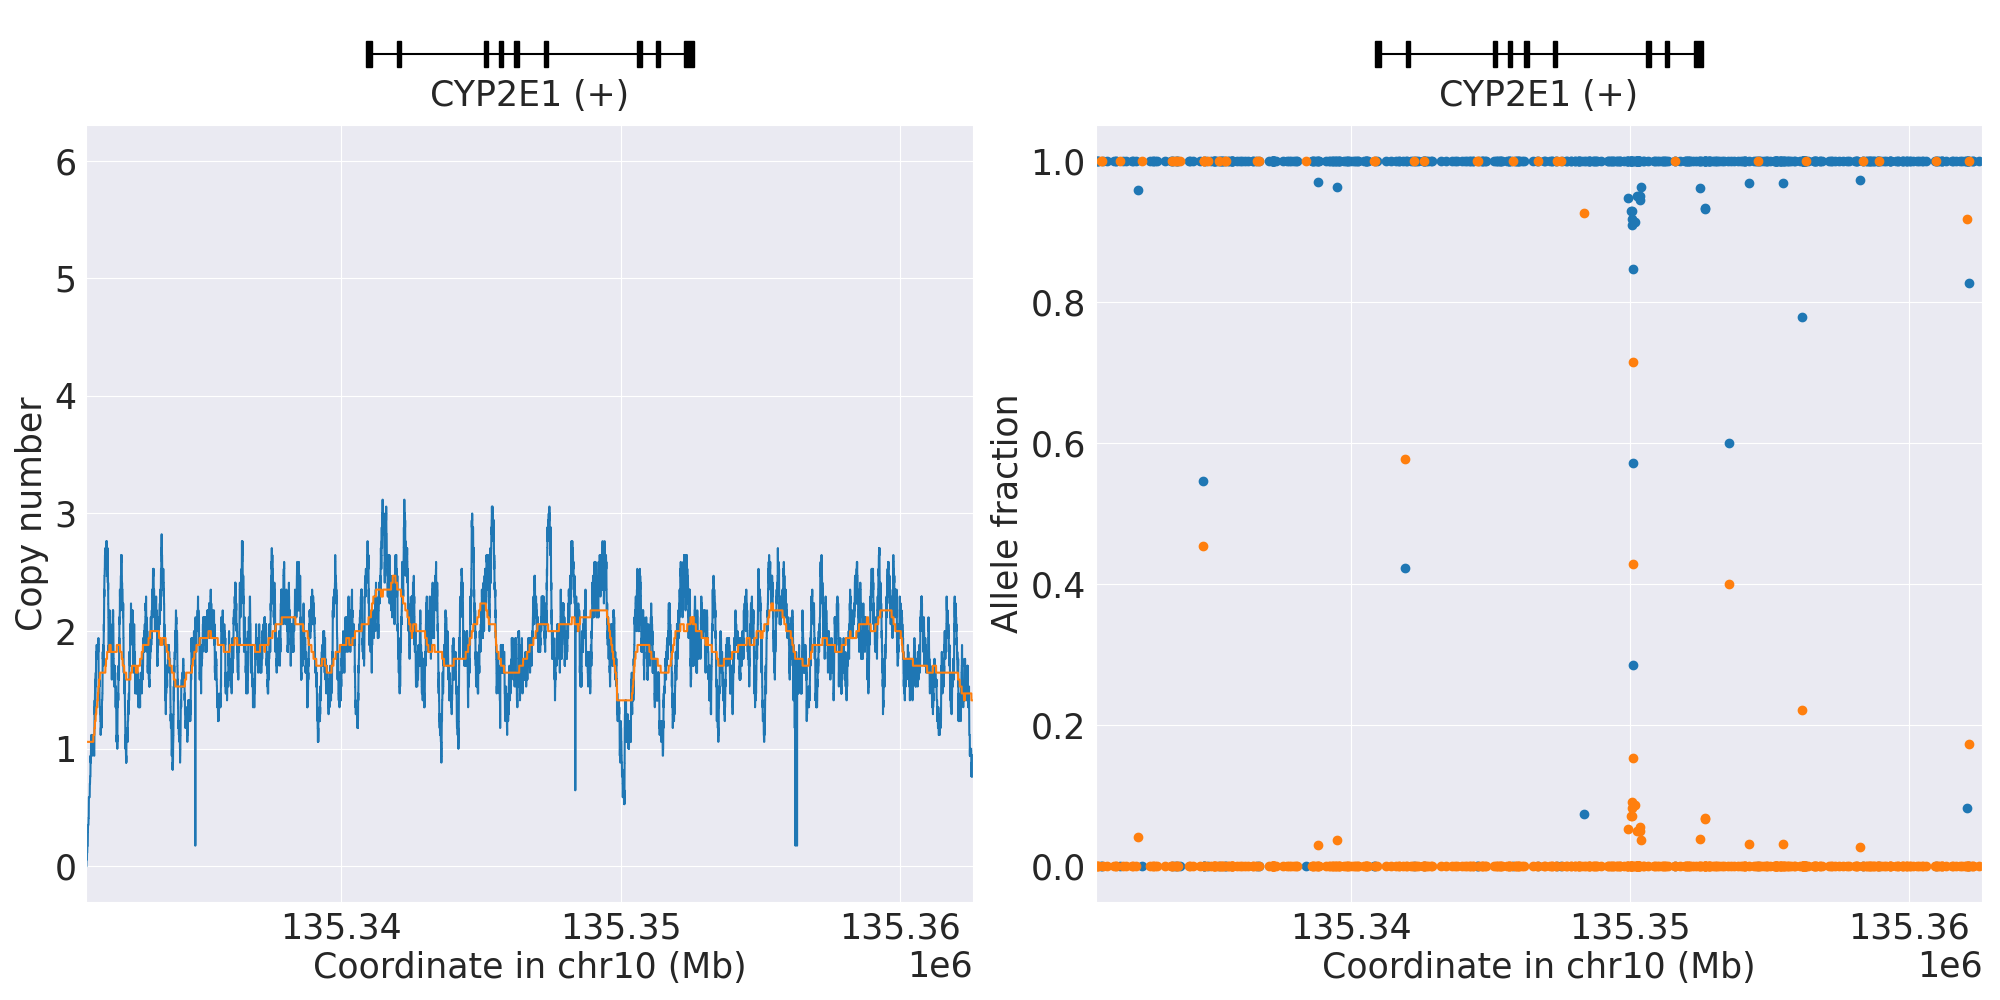 CYP2E1 (+)
Copy number
6
5
4
3
2
1
0
135.34 135.35 135.36
Coordinate in chr10 (Mb)
1e6
CYP2E1 (+)
Allele fraction
1.0
0.8
0.6
0.4
0.2
0.0
135.34 135.35 135.36
Coordinate in chr10 (Mb)
1e6